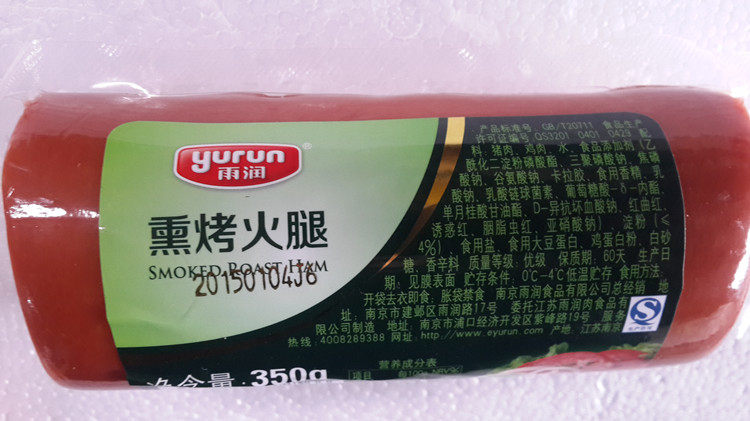 yurun
雨润
熏烤火腿
SMOKED ROAST HAM
20150104J6
净含量:350g
产品标准号:GB/T20711 食品生产
许可证编号:QS3201 0401 0429 配
料:猪肉、鸡肉、水、食品添加剂(乙
酰化二淀粉磷酸酯、三聚磷酸钠、焦磷
酸钠、谷氨酸钠、卡拉胶、食用香精、乳
酸钠、乳酸链球菌素、葡萄糖酸-δ-内酯、
单月桂酸甘油酯、D-异抗坏血酸钠、红曲红、
诱惑红、胭脂虫红、亚硝酸钠)、淀粉(≤
4%)、食用盐、食用大豆蛋白、鸡蛋白粉、白砂
糖、香辛料 质量等级:优级 保质期:60天 生产日
期:见膜表面 贮存条件:0℃-4℃低温贮存 食用方法:
开袋去衣即食,胀袋禁食 南京雨润食品有限公司总经销 地
址:南京市建邺区雨润路17号 委托江苏雨润肉食品有
限公司制造 地址:南京市浦口经济开发区紫峰路19号 服务
热线:4008289388 网址:http://www.eyurun.com 产地:江苏南京
营养成分表
项目 每100g NRV%